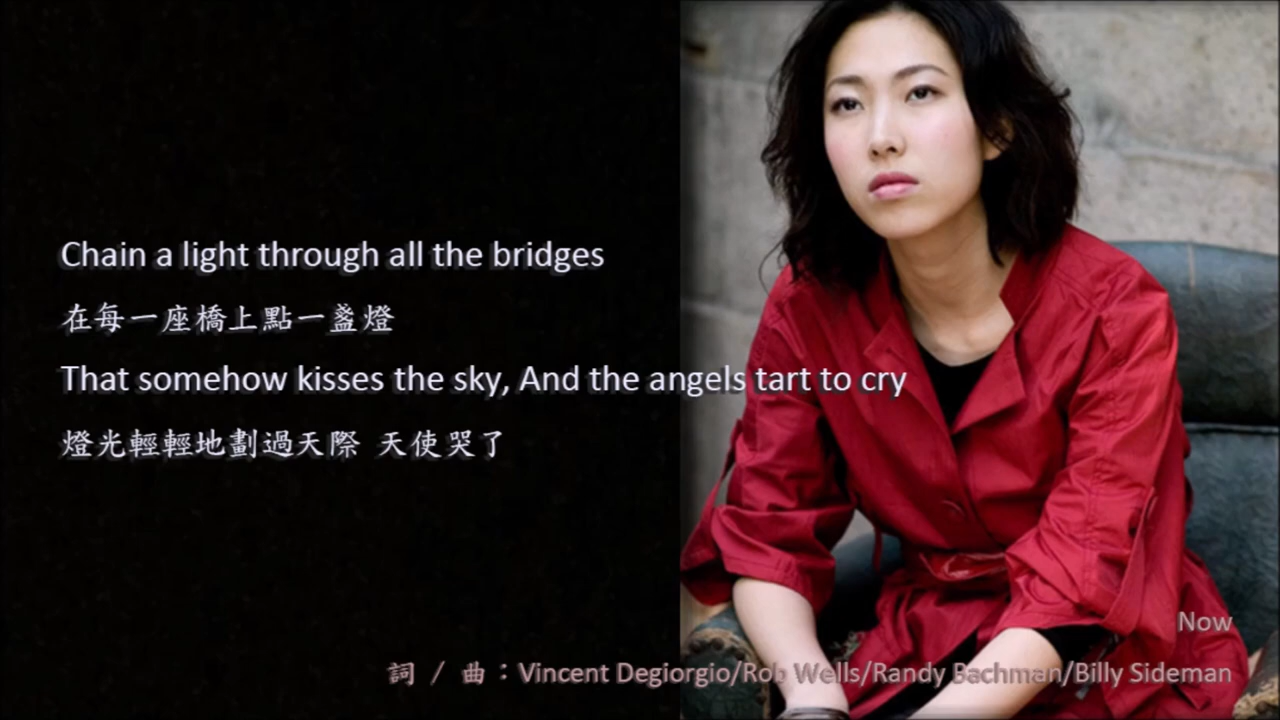 Chain a light through all the bridges
在每一座橋上點一盞燈
That somehow kisses the sky, And the angels tart to cry
燈光輕輕地劃過天際 天使哭了
Now
詞 / 曲：Vincent Degiorgio/Rob Wells/Randy Bachman/Billy Sideman